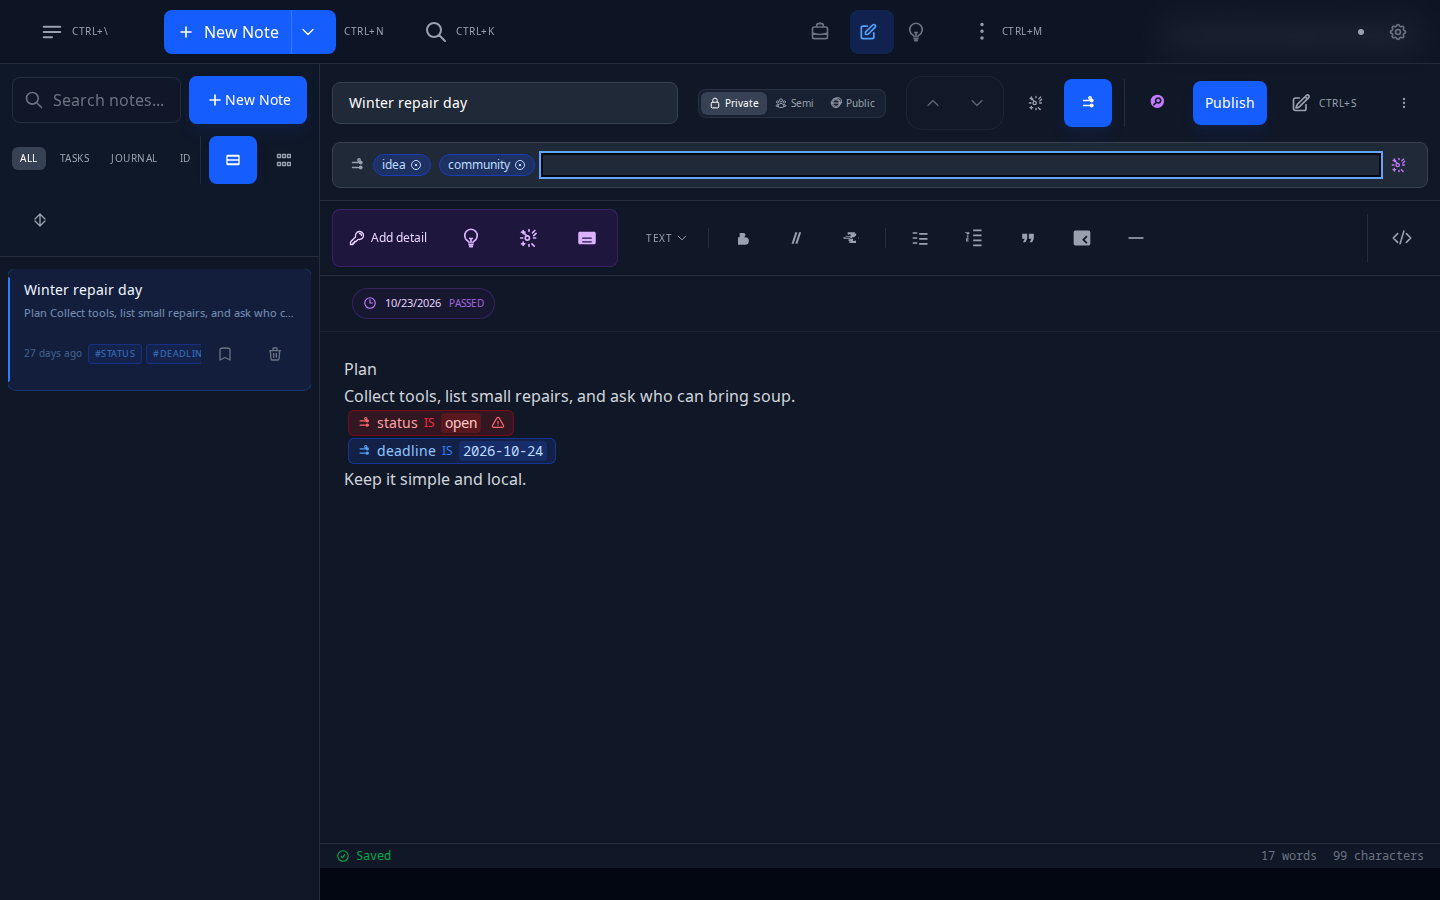 CTRL+\
New Note
CTRL+N
CTRL+K
CTRL+M
Search notes...
New Note
ALL
TASKS
JOURNAL
ID
Winter repair day
Plan Collect tools, list small repairs, and ask who c...
27 days ago
#STATUS
#DEADLIN
Winter repair day
Private
Semi
Public
Publish
CTRL+S
idea
community
Add detail
TEXT
10/23/2026 PASSED
Plan
Collect tools, list small repairs, and ask who can bring soup.
status IS open
deadline IS 2026-10-24
Keep it simple and local.
Saved
17 words
99 characters